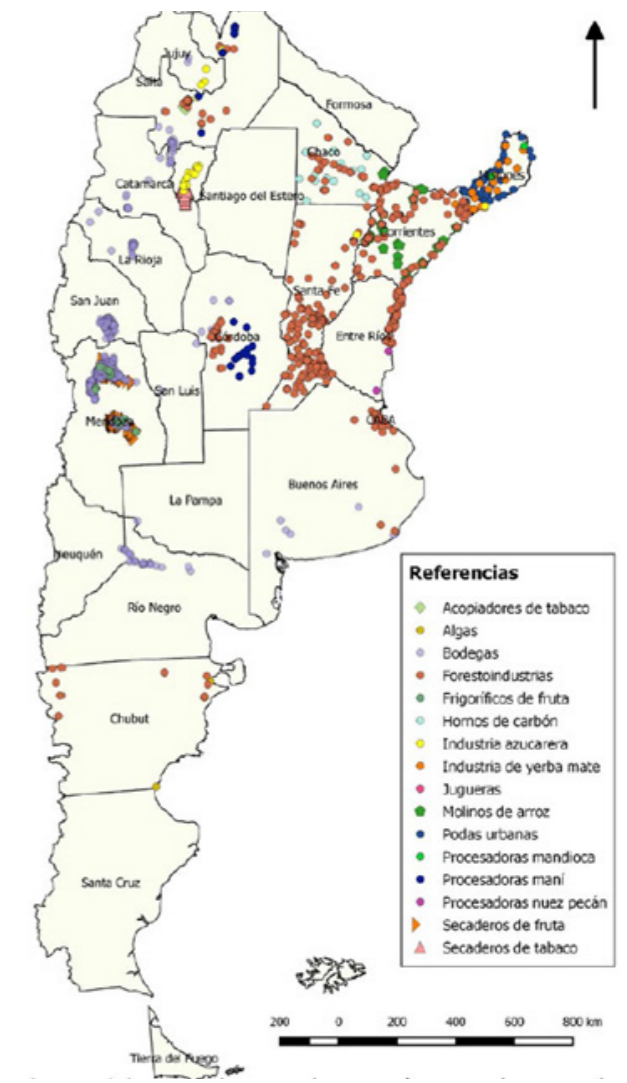 Jujuy
Salta
Formosa
Chaco
Catamarca
Santiago del Estero
Corrientes
La Rioja
San Juan
Santa Fe
Córdoba
Entre Ríos
San Luis
Mendoza
CABA
Buenos Aires
La Pampa
Neuquén
Río Negro
Chubut
Santa Cruz
Tierra del Fuego
Referencias
Acopiadores de tabaco
Algas
Bodegas
Forestoindustrias
Frigoríficos de fruta
Hornos de carbón
Industria azucarera
Industria de yerba mate
Jugueras
Molinos de arroz
Podas urbanas
Procesadoras mandioca
Procesadoras maní
Procesadoras nuez pecán
Secaderos de fruta
Secaderos de tabaco
200 0 200 400 600 800 km